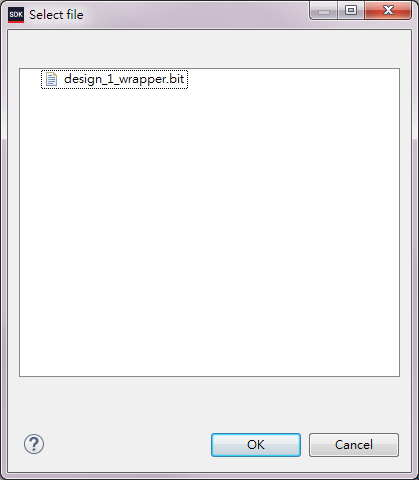 SDK Select file
design_1_wrapper.bit
?
OK Cancel